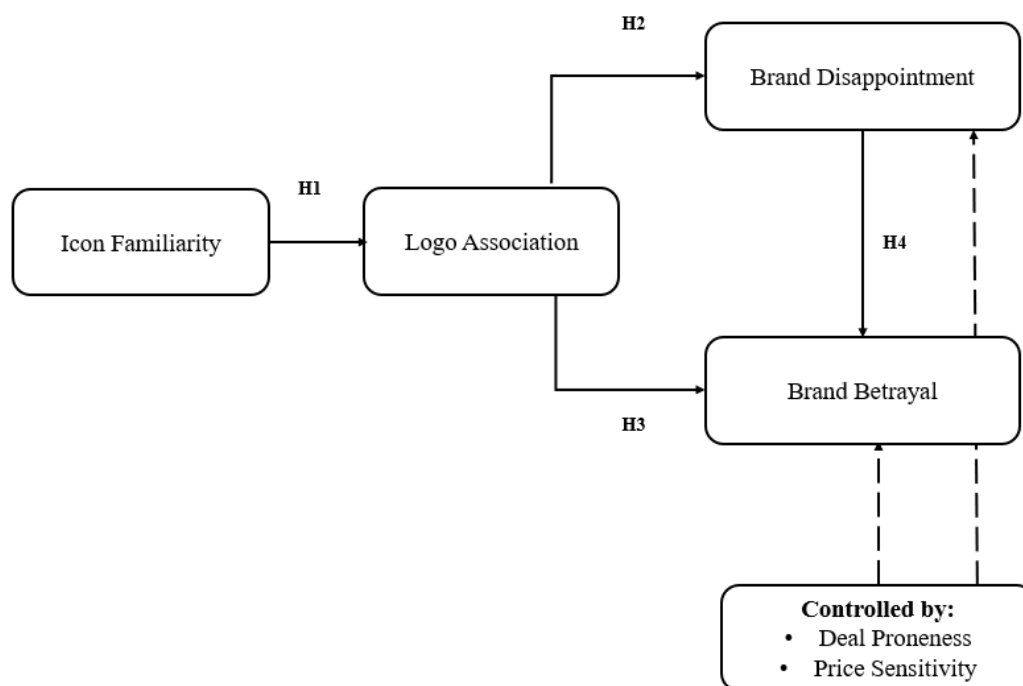 H2
Brand Disappointment
H1
Icon Familiarity
Logo Association
H4
Brand Betrayal
H3
Controlled by:
• Deal Proneness
• Price Sensitivity